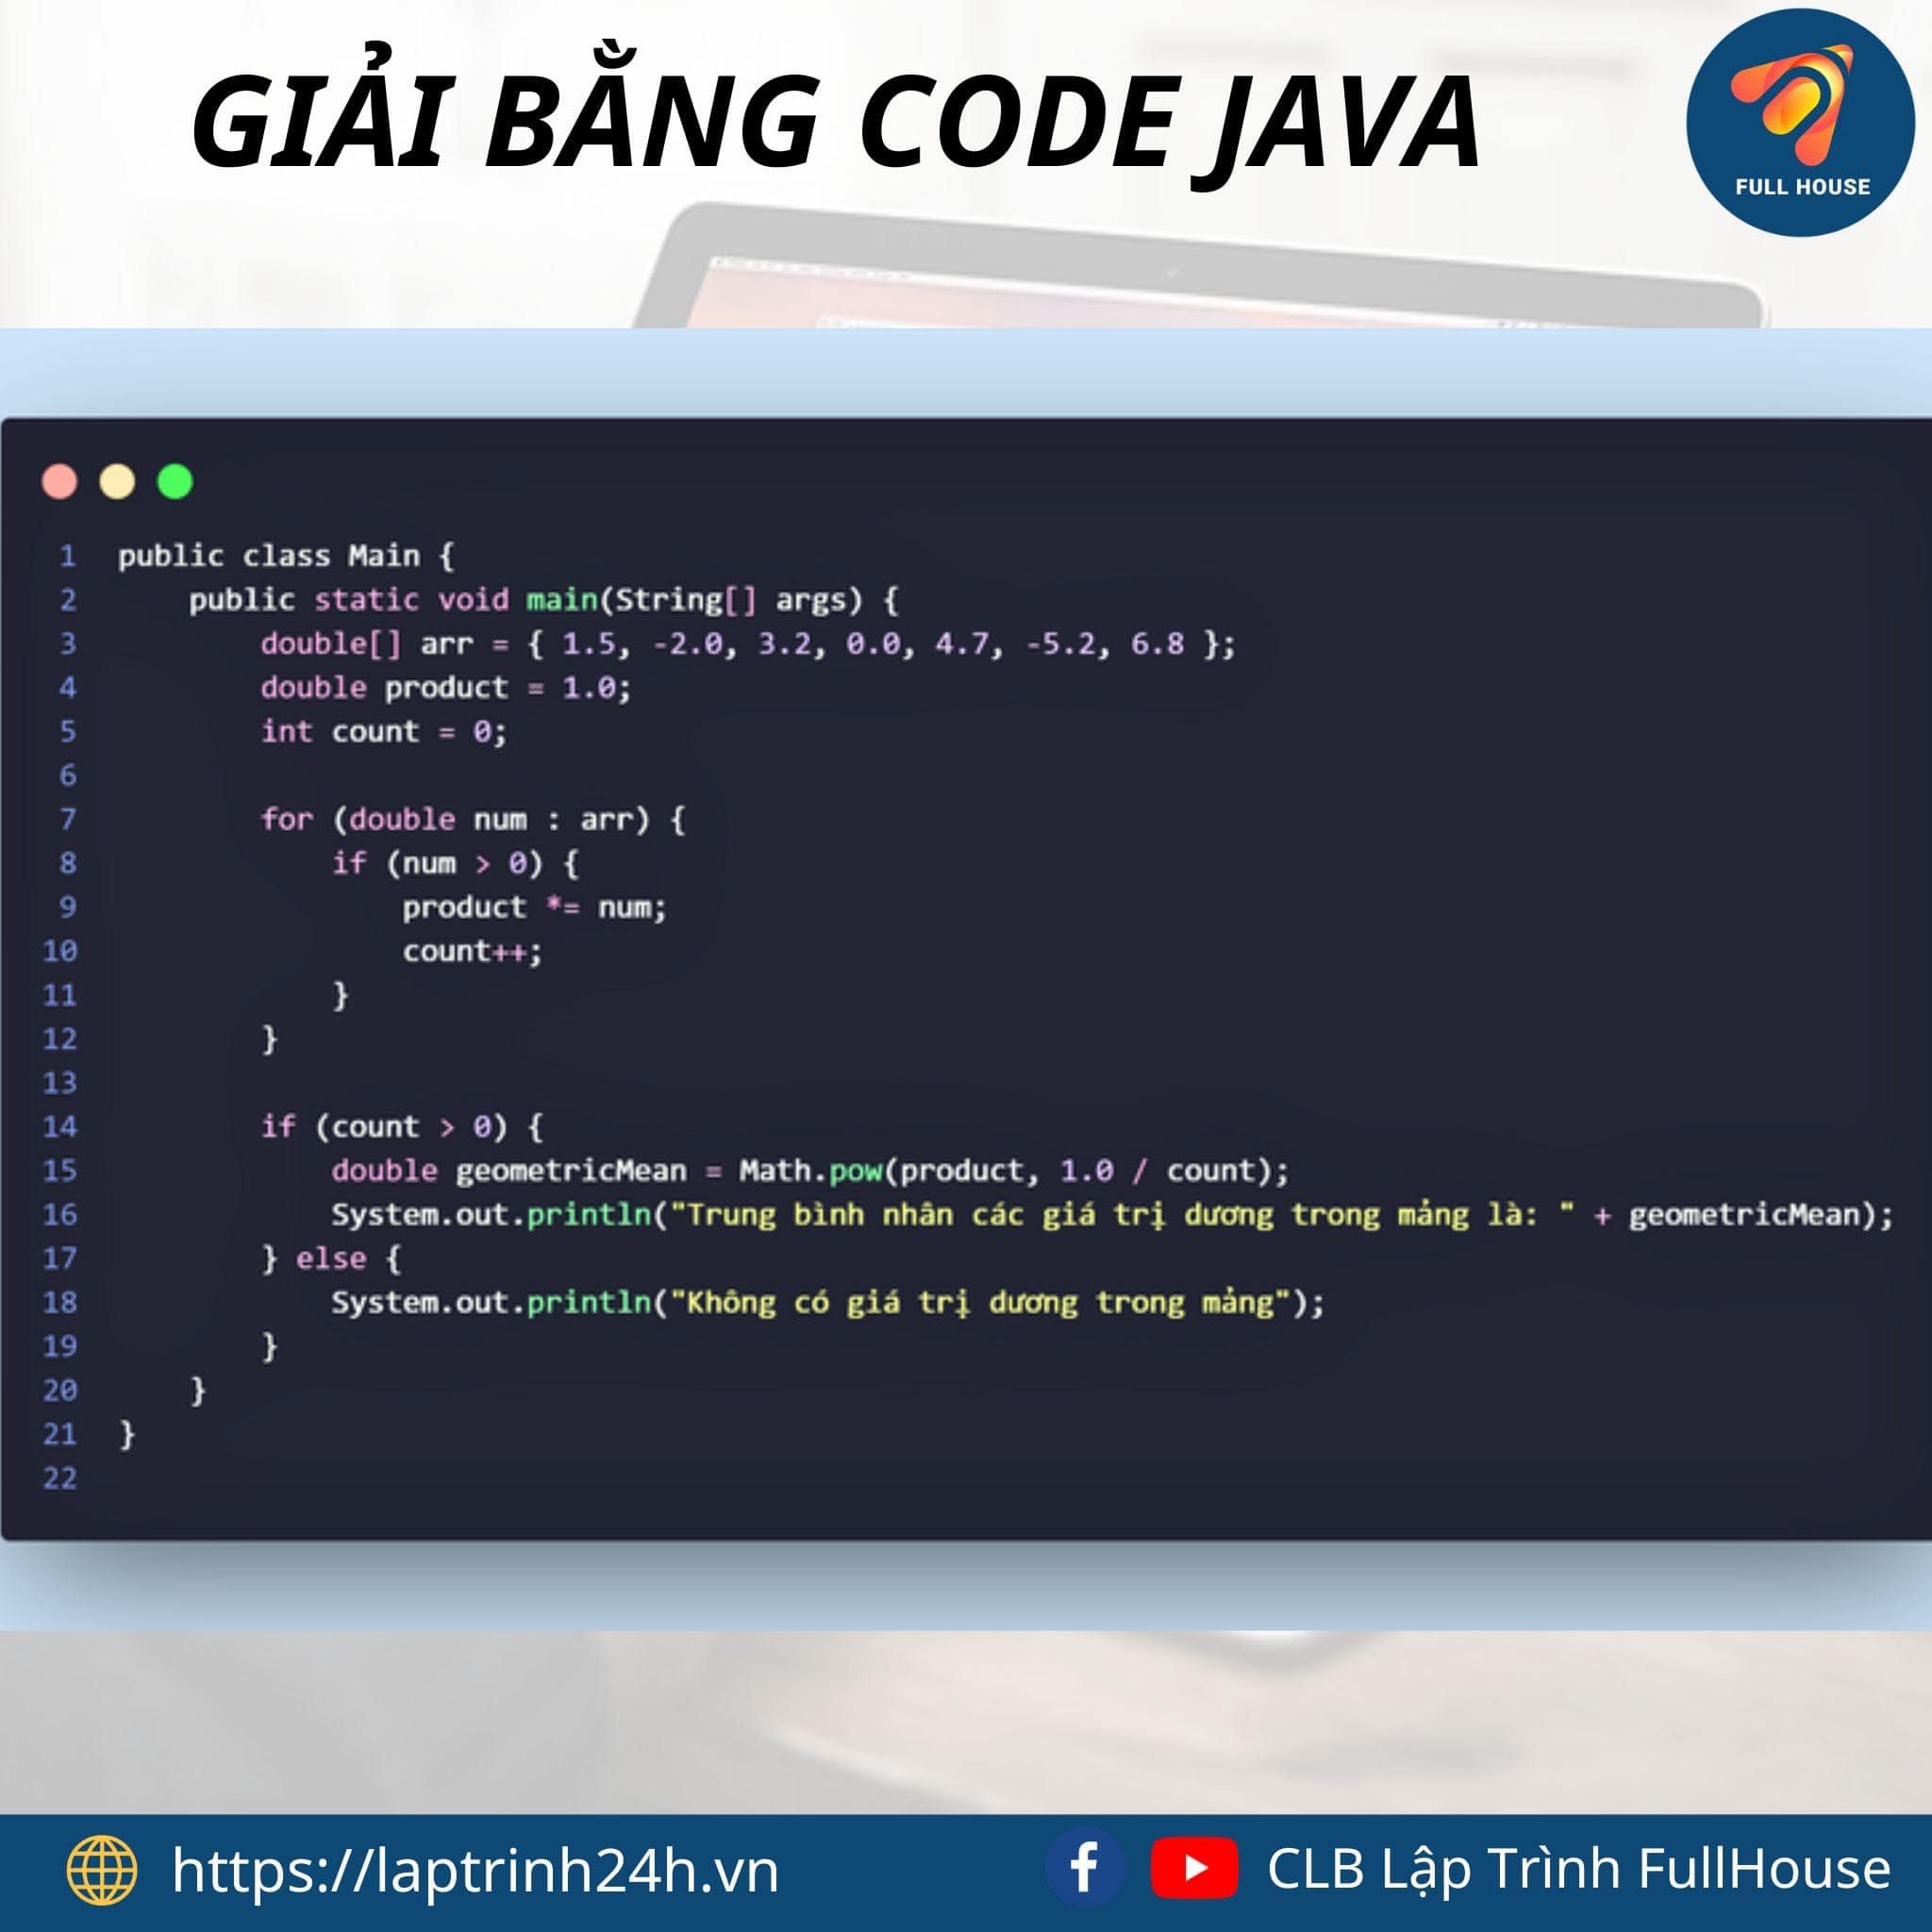 GIẢI BẰNG CODE JAVA
FULL HOUSE
1 public class Main {
2     public static void main(String[] args) {
3         double[] arr = { 1.5, -2.0, 3.2, 0.0, 4.7, -5.2, 6.8 };
4         double product = 1.0;
5         int count = 0;
6
7         for (double num : arr) {
8             if (num > 0) {
9                 product *= num;
10                 count++;
11             }
12         }
13
14         if (count > 0) {
15             double geometricMean = Math.pow(product, 1.0 / count);
16             System.out.println("Trung bình nhân các giá trị dương trong mảng là: " + geometricMean);
17         } else {
18             System.out.println("Không có giá trị dương trong mảng");
19         }
20     }
21 }
22
https://laptrinh24h.vn
CLB Lập Trình FullHouse